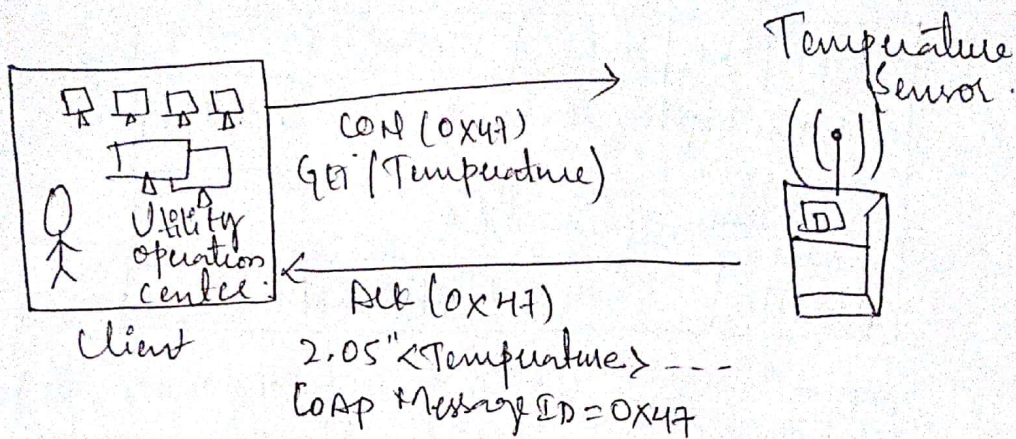 Temperature
Sensor.
CON (0x47)
GET (Temperature)
Utility
operation
centre.
Client
ACK (0x47)
2.05"<Temperature> ---
CoAp Message ID = 0x47